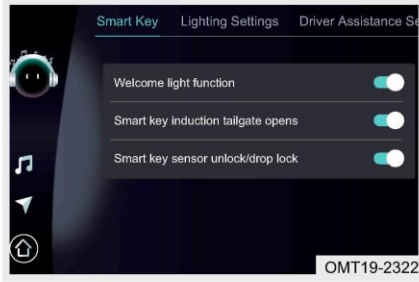 Smart Key Lighting Settings Driver Assistance Se
Welcome light function
Smart key induction tailgate opens
Smart key sensor unlock/drop lock
OMT19-2322